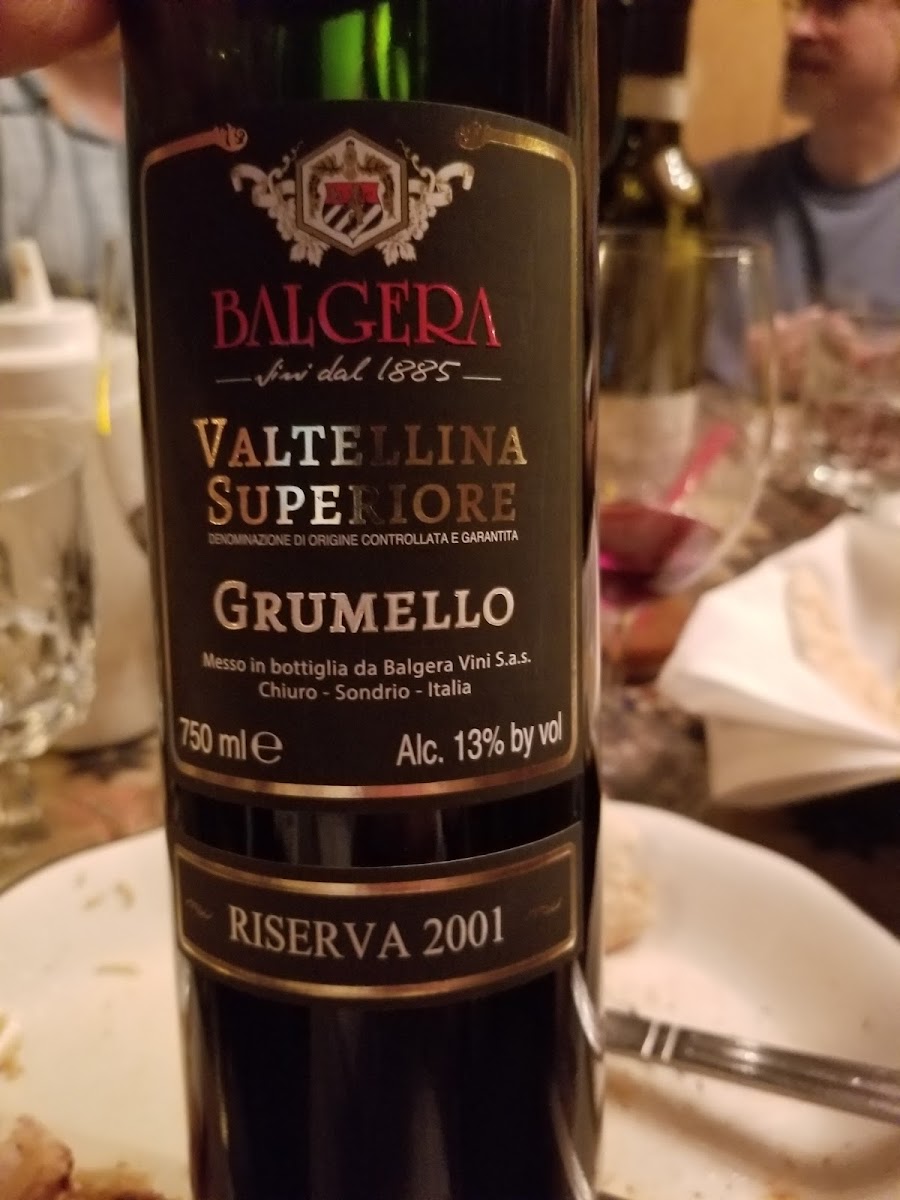 BALGERA
Vini dal 1885
VALTELLINA
SUPERIORE
DENOMINAZIONE DI ORIGINE CONTROLLATA E GARANTITA
GRUMELLO
Messo in bottiglia da Balgera Vini S.a.s.
Chiuro - Sondrio - Italia
750 ml e Alc. 13% by vol
RISERVA 2001